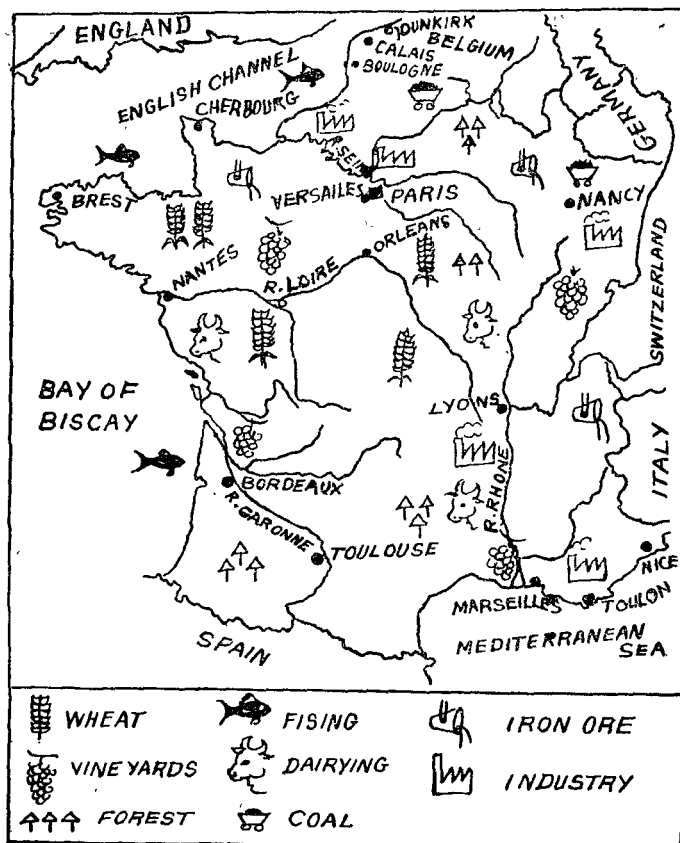 ENGLAND
DUNKIRK
BELGIUM
CALAIS
BOULOGNE
GERMANY
ENGLISH CHANNEL
CHERBOURG
R. SEIN
BREST
VERSAILES
PARIS
NANCY
ORLEANS
NANTES
R. LOIRE
SWITZERLAND
BAY OF
BISCAY
LYONS
ITALY
R. RHONE
BORDEAUX
R. GARONNE
TOULOUSE
NICE
MARSEILLES
TOULON
SPAIN
MEDITERRANEAN
SEA
WHEAT
FISING
IRON ORE
VINEYARDS
DAIRYING
INDUSTRY
FOREST
COAL